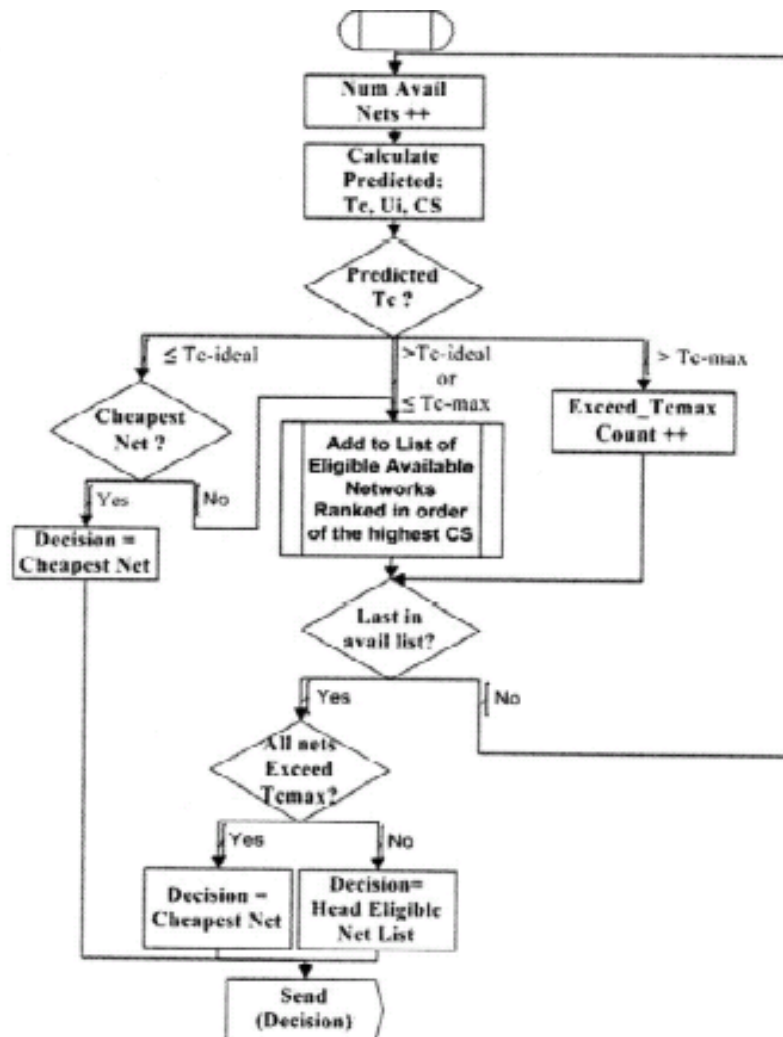 Num Avail
Nets ++
Calculate
Predicted:
Tc, Ui, CS
Predicted
Tc ?
≤ Tc-ideal
>Tc-ideal
or
≤ Tc-max
> Tc-max
Cheapest
Net ?
Exceed_Tcmax
Count ++
Add to List of
Eligible Available
Networks
Ranked in order
of the highest CS
Yes
No
Decision =
Cheapest Net
Last in
avail list?
Yes
No
All nets
Exceed
Tcmax?
Yes
No
Decision =
Cheapest Net
Decision=
Head Eligible
Net List
Send
(Decision)